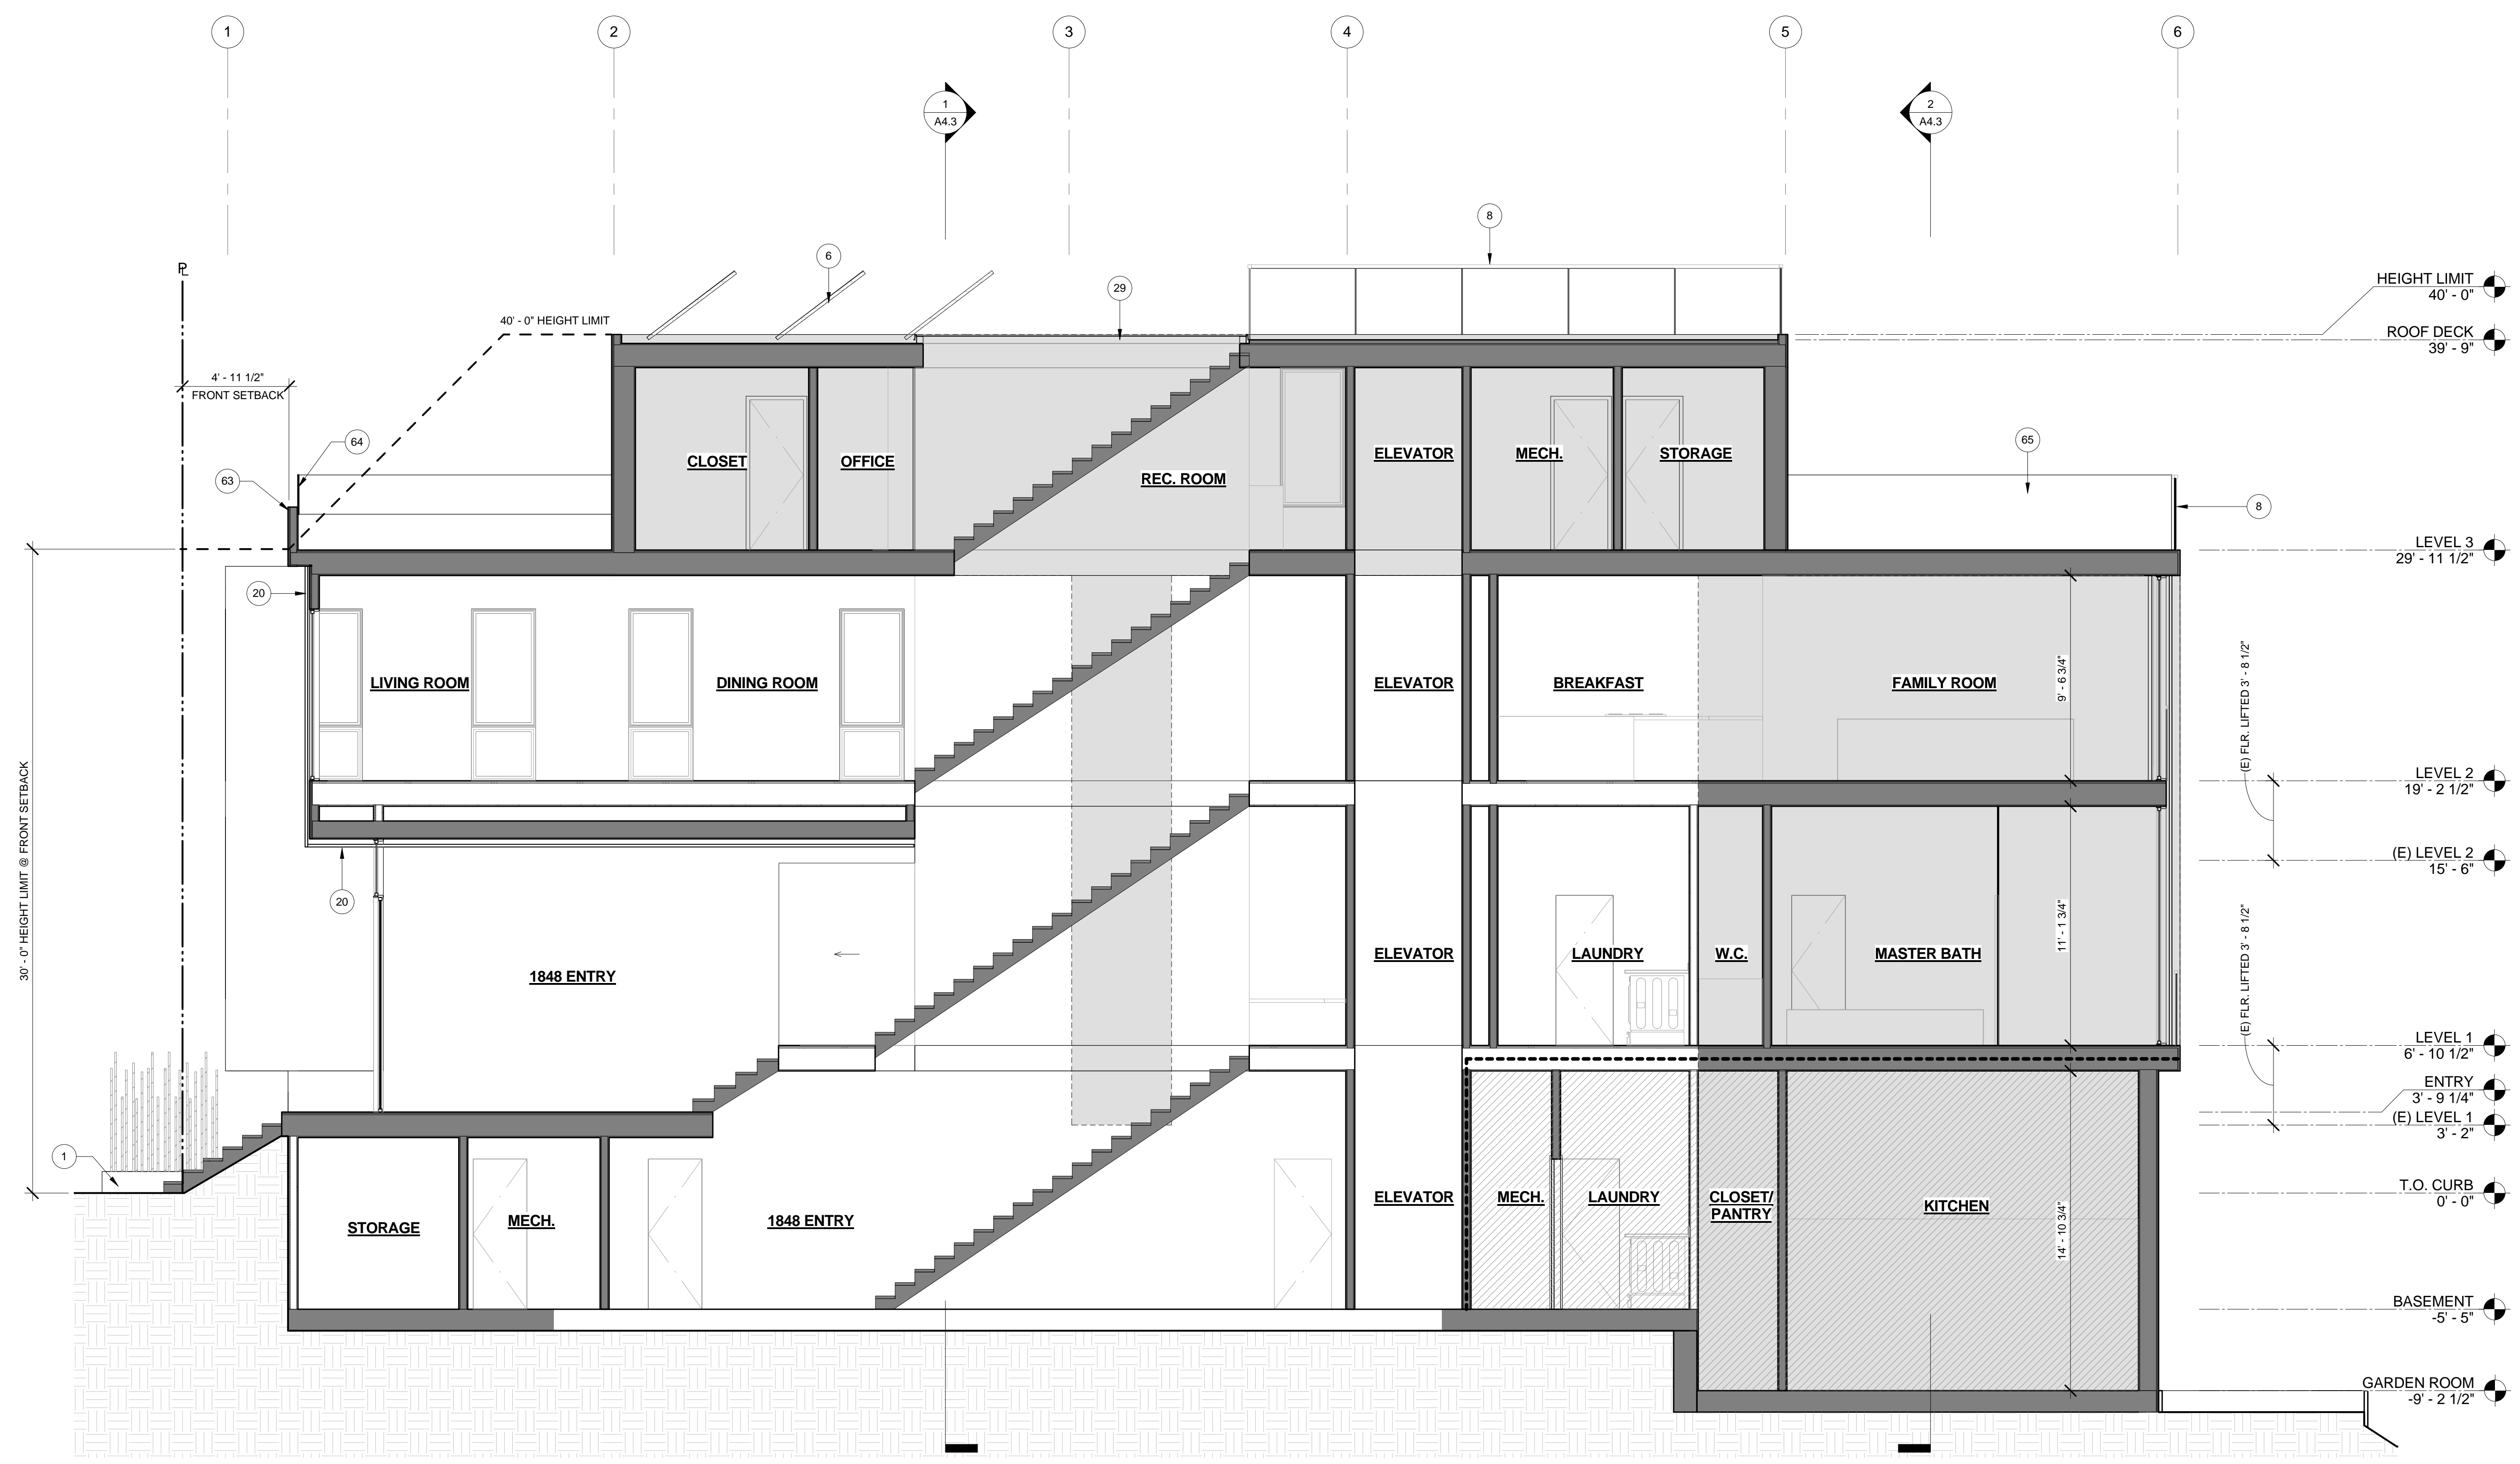 1
2
3
4
5
6
1
A4.3
2
A4.3
8
6
29
P
L
HEIGHT LIMIT
40' - 0"
40' - 0" HEIGHT LIMIT
ROOF DECK
39' - 9"
4' - 11 1/2"
FRONT SETBACK
64
63
65
8
CLOSET
OFFICE
REC. ROOM
ELEVATOR
MECH.
STORAGE
LEVEL 3
29' - 11 1/2"
20
LIVING ROOM
DINING ROOM
ELEVATOR
BREAKFAST
FAMILY ROOM
9' - 6 3/4"
(E) FLR. LIFTED 3' - 8 1/2"
LEVEL 2
19' - 2 1/2"
(E) LEVEL 2
15' - 6"
20
30' - 0" HEIGHT LIMIT @ FRONT SETBACK
1848 ENTRY
ELEVATOR
LAUNDRY
W.C.
MASTER BATH
11' - 1 3/4"
(E) FLR. LIFTED 3' - 8 1/2"
LEVEL 1
6' - 10 1/2"
ENTRY
3' - 9 1/4"
(E) LEVEL 1
3' - 2"
1
T.O. CURB
0' - 0"
STORAGE
MECH.
1848 ENTRY
ELEVATOR
MECH.
LAUNDRY
CLOSET/
PANTRY
KITCHEN
14' - 10 3/4"
BASEMENT
-5' - 5"
GARDEN ROOM
-9' - 2 1/2"